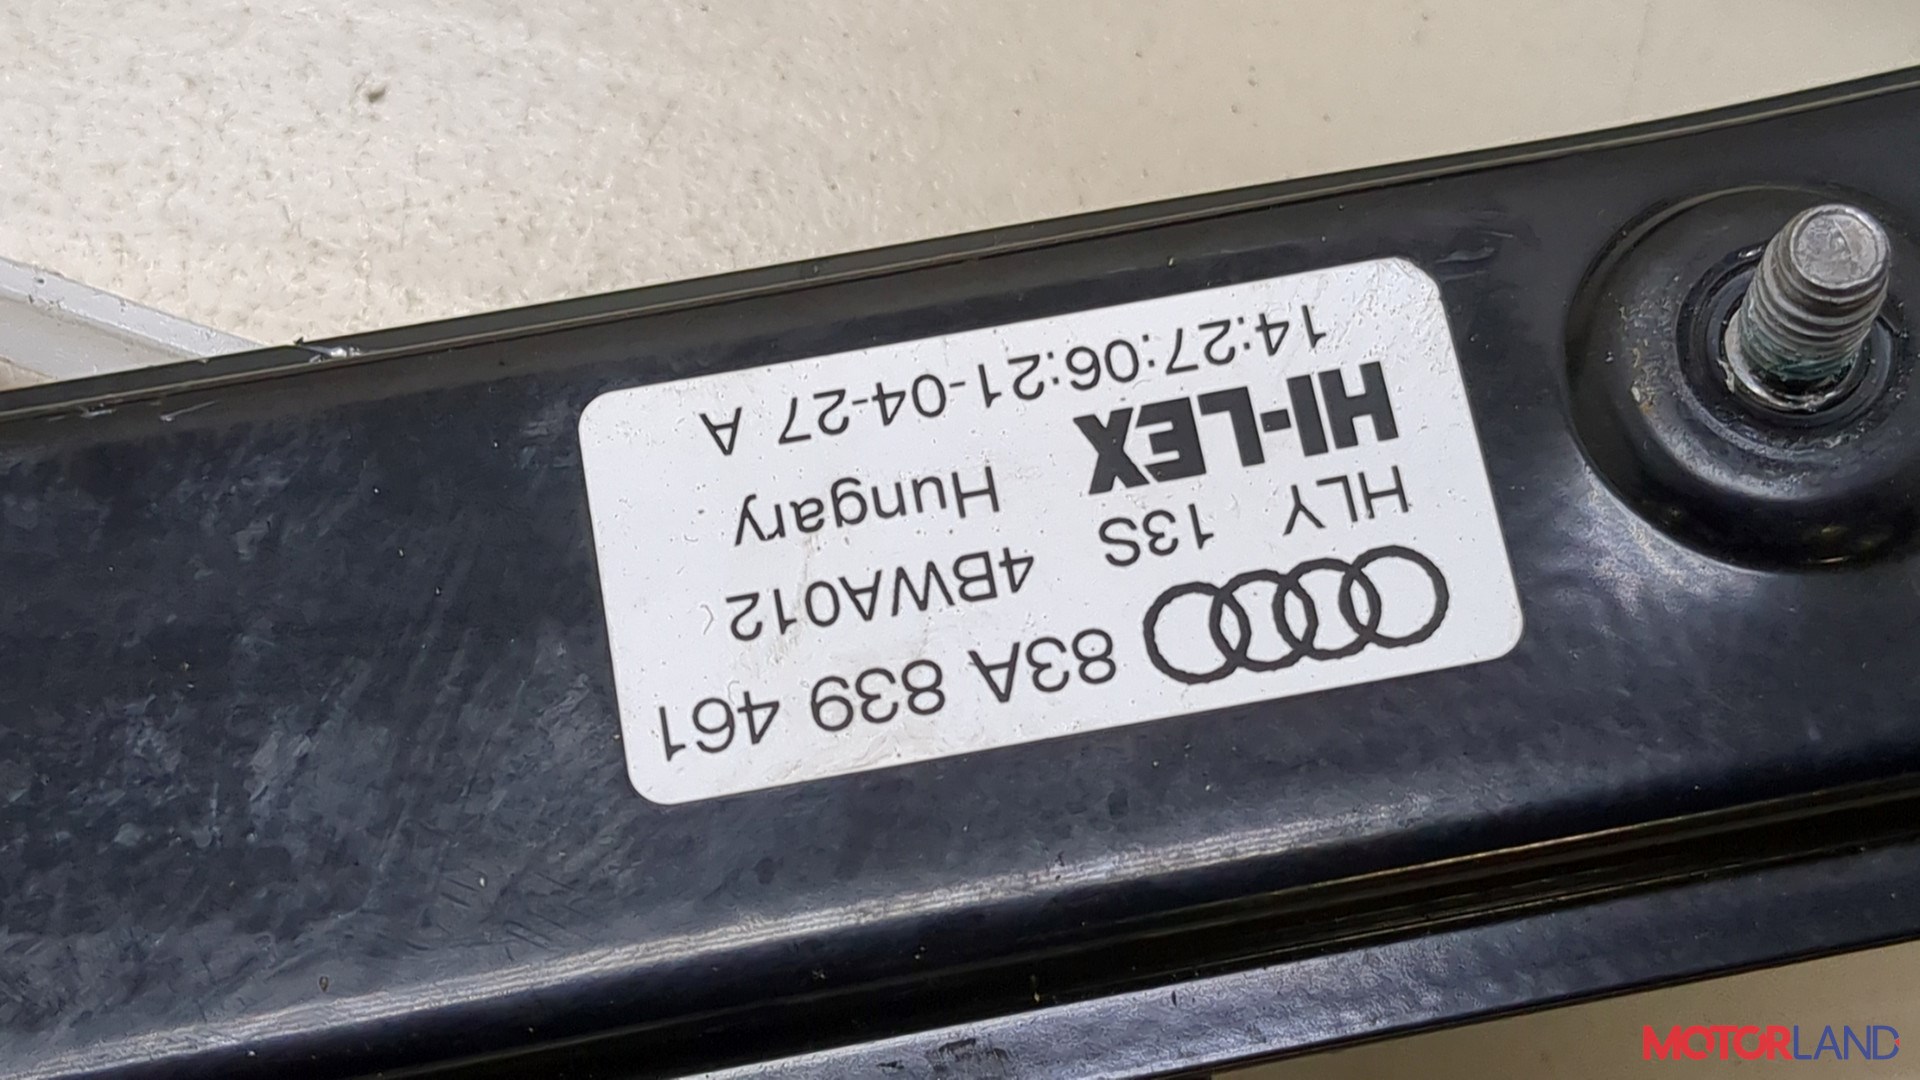 83A 839 461
HLY 13S 4BWA012
HI-LEX Hungary
14:27:06:21-04-27 A
MOTORLAND